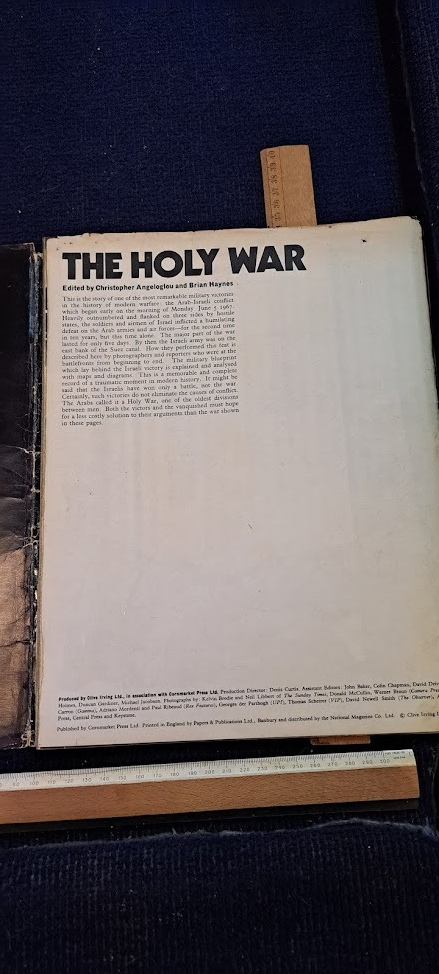 THE HOLY WAR
Edited by Christopher Angeloglou and Brian Haynes
This is the story of one of the most remarkable military victories
in the history of modern warfare: the Arab-Israeli conflict
which began early on the morning of Monday June 5 1967.
Heavily outnumbered and flanked on three sides by hostile
states, the soldiers and airmen of Israel inflicted a humiliating
defeat on the Arab armies and air forces—for the second time
in ten years, but this time alone. The major part of the war
lasted for only five days. By then the Israeli army was on the
east bank of the Suez canal. How they performed this feat is
described here by photographers and reporters who were at the
battlefronts from beginning to end. The military blueprint
which lay behind the Israeli victory is explained and analysed
with maps and diagrams. This is a memorable and complete
record of a traumatic moment in modern history. It might be
said that the Israelis have won only a battle, not the war.
Certainly, such victories do not eliminate the causes of conflict.
The Arabs called it a Holy War, one of the oldest divisions
between men. Both the victors and the vanquished must hope
for a less costly solution to their arguments than the war shown
in these pages.
Produced by Clive Irving Ltd., in association with Cornmarket Press Ltd. Production Director: Denis Curtis. Assistant Editors: John Baker, Colin Chapman, David
Holmes, Duncan Gardiner, Michael Jacobson. Photographs by: Kelvin Brodie and Neil Libbert of The Sunday Times, Donald McCullin, Werner Braun (Camera
Caron (Gamma), Adriano Mordenti and Paul Ribeaud (Rex Features), Georges der Parthogh (UPI), Thomas Scheirer (VIP), David Newell Smith (The Observer),
Press, Central Press and Keystone.
Published by Cornmarket Press Ltd. Printed in England by Papers & Publications Ltd., Banbury and distributed by the National Magazine Co. Ltd. © Clive Irving